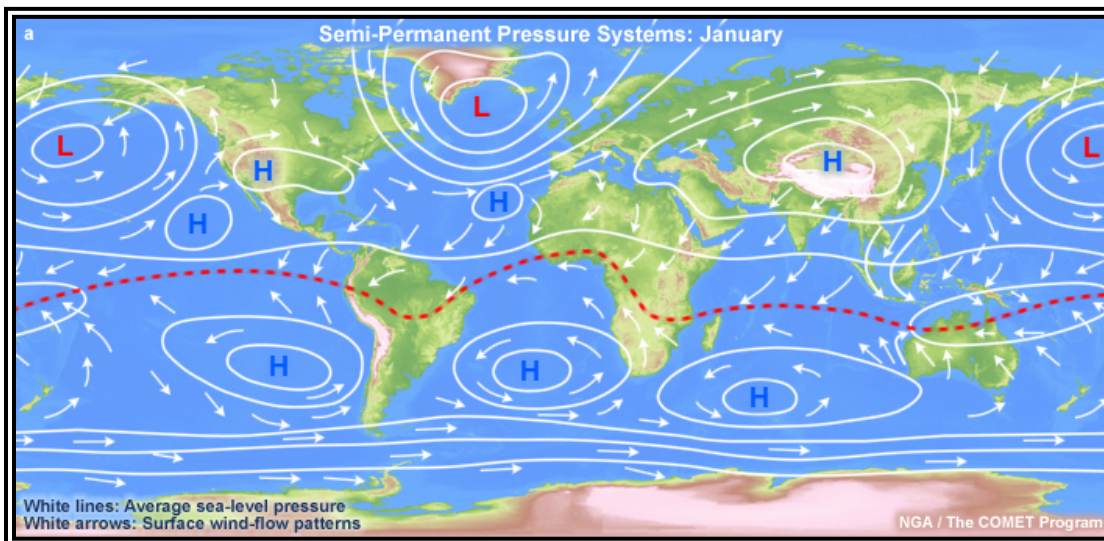 a
Semi-Permanent Pressure Systems: January
L
L
L
H
H
H
H
H
H
H
White lines: Average sea-level pressure
White arrows: Surface wind-flow patterns
NGA / The COMET Program